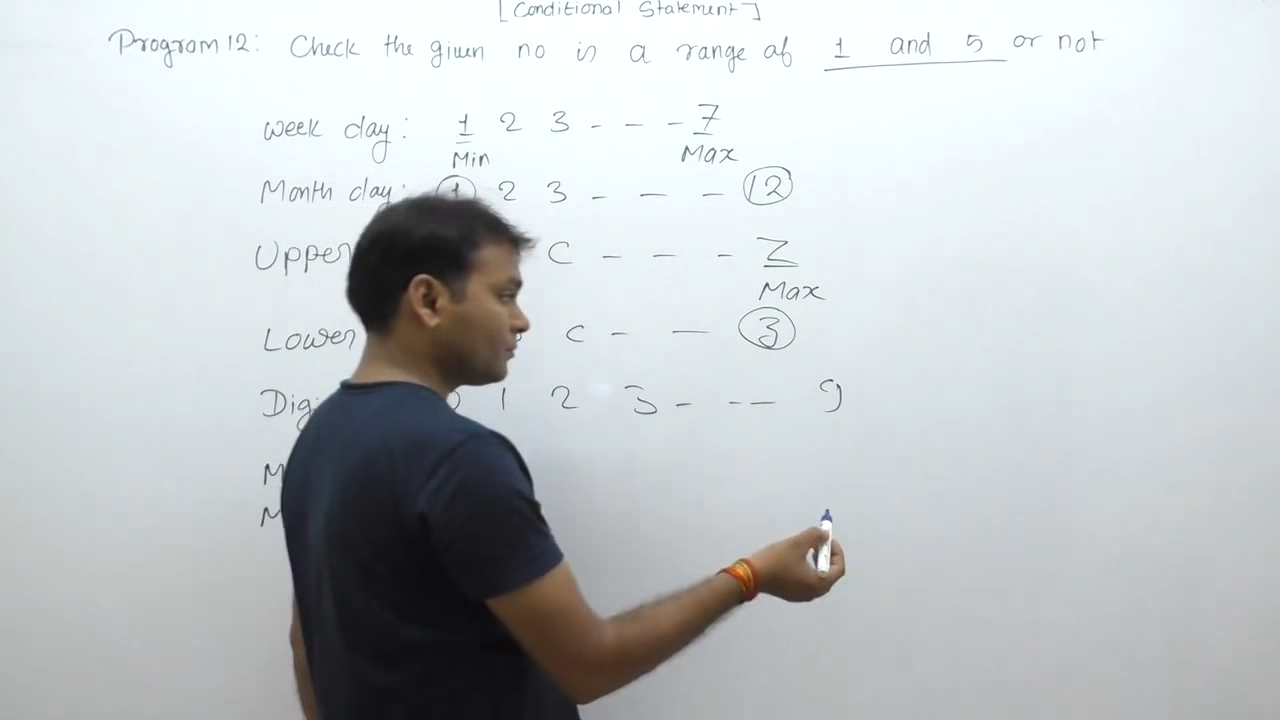 [Conditional Statement]
Program 12: Check the given no is a range of 1 and 5 or not
Week day: 1 2 3 - - - 7
Min Max
Month day: 1 2 3 - - - 12
Upper C - - - Z
Max
Lower c - - 3
Dig 0 1 2 3 - - - 9
M
M